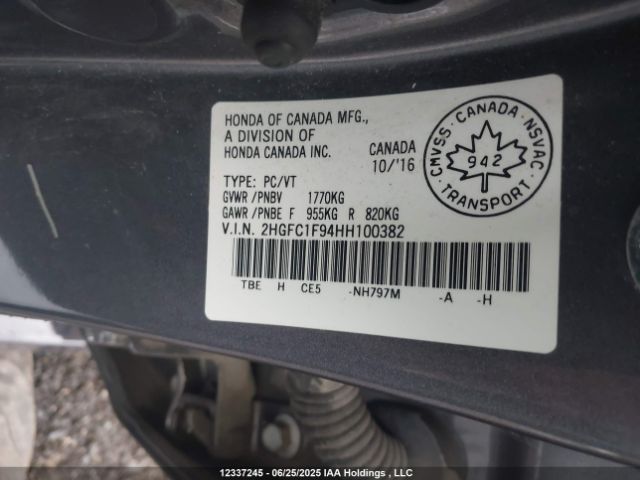 HONDA OF CANADA MFG.,
A DIVISION OF
HONDA CANADA INC.
CANADA
10/'16
TYPE: PC/VT
GVWR/PNBV 1770KG
GAWR/PNBE F 955KG R 820KG
V.I.N. 2HGFC1F94HH100382
TBE H CE5 -NH797M -A -H
CMVSS · CANADA · NSVAC
942
TRANSPORT
12337245 - 06/25/2025 IAA Holdings , LLC